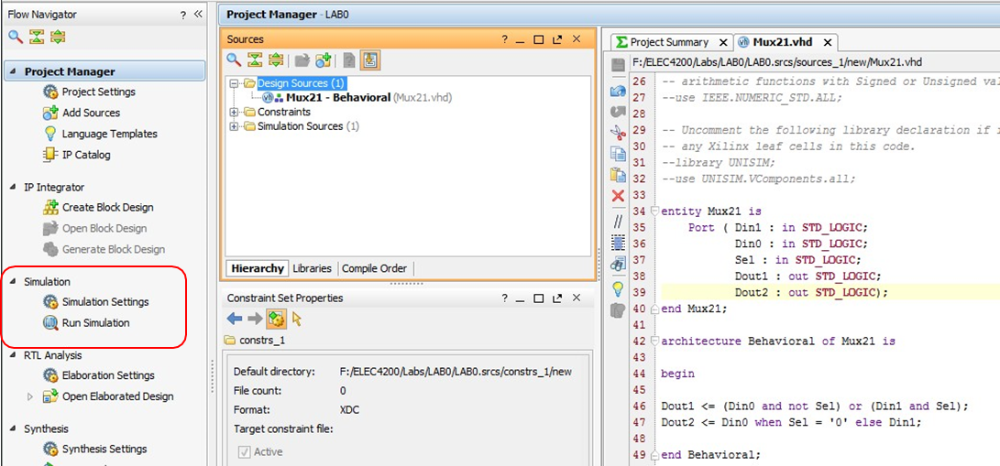 Flow Navigator
Project Manager
Project Settings
Add Sources
Language Templates
IP Catalog
IP Integrator
Create Block Design
Open Block Design
Generate Block Design
Simulation
Simulation Settings
Run Simulation
RTL Analysis
Elaboration Settings
Open Elaborated Design
Synthesis
Synthesis Settings
Project Manager - LAB0
Sources
Design Sources (1)
Mux21 - Behavioral (Mux21.vhd)
Constraints
Simulation Sources (1)
Hierarchy Libraries Compile Order
Constraint Set Properties
constrs_1
Default directory: F:/ELEC4200/Labs/LAB0/LAB0.srcs/constrs_1/new
File count: 0
Format: XDC
Target constraint file:
Active
Project Summary Mux21.vhd
F:/ELEC4200/Labs/LAB0/LAB0.srcs/sources_1/new/Mux21.vhd
26 -- arithmetic functions with Signed or Unsigned
27 --use IEEE.NUMERIC_STD.ALL;
28
29 -- Uncomment the following library declaration if
30 -- any Xilinx leaf cells in this code.
31 --library UNISIM;
32 --use UNISIM.VComponents.all;
33
34 entity Mux21 is
35 Port ( Din1 : in STD_LOGIC;
36 Din0 : in STD_LOGIC;
37 Sel : in STD_LOGIC;
38 Dout1 : out STD_LOGIC;
39 Dout2 : out STD_LOGIC);
40 end Mux21;
41
42 architecture Behavioral of Mux21 is
43
44 begin
45
46 Dout1 <= (Din0 and not Sel) or (Din1 and Sel);
47 Dout2 <= Din0 when Sel = '0' else Din1;
48
49 end Behavioral;